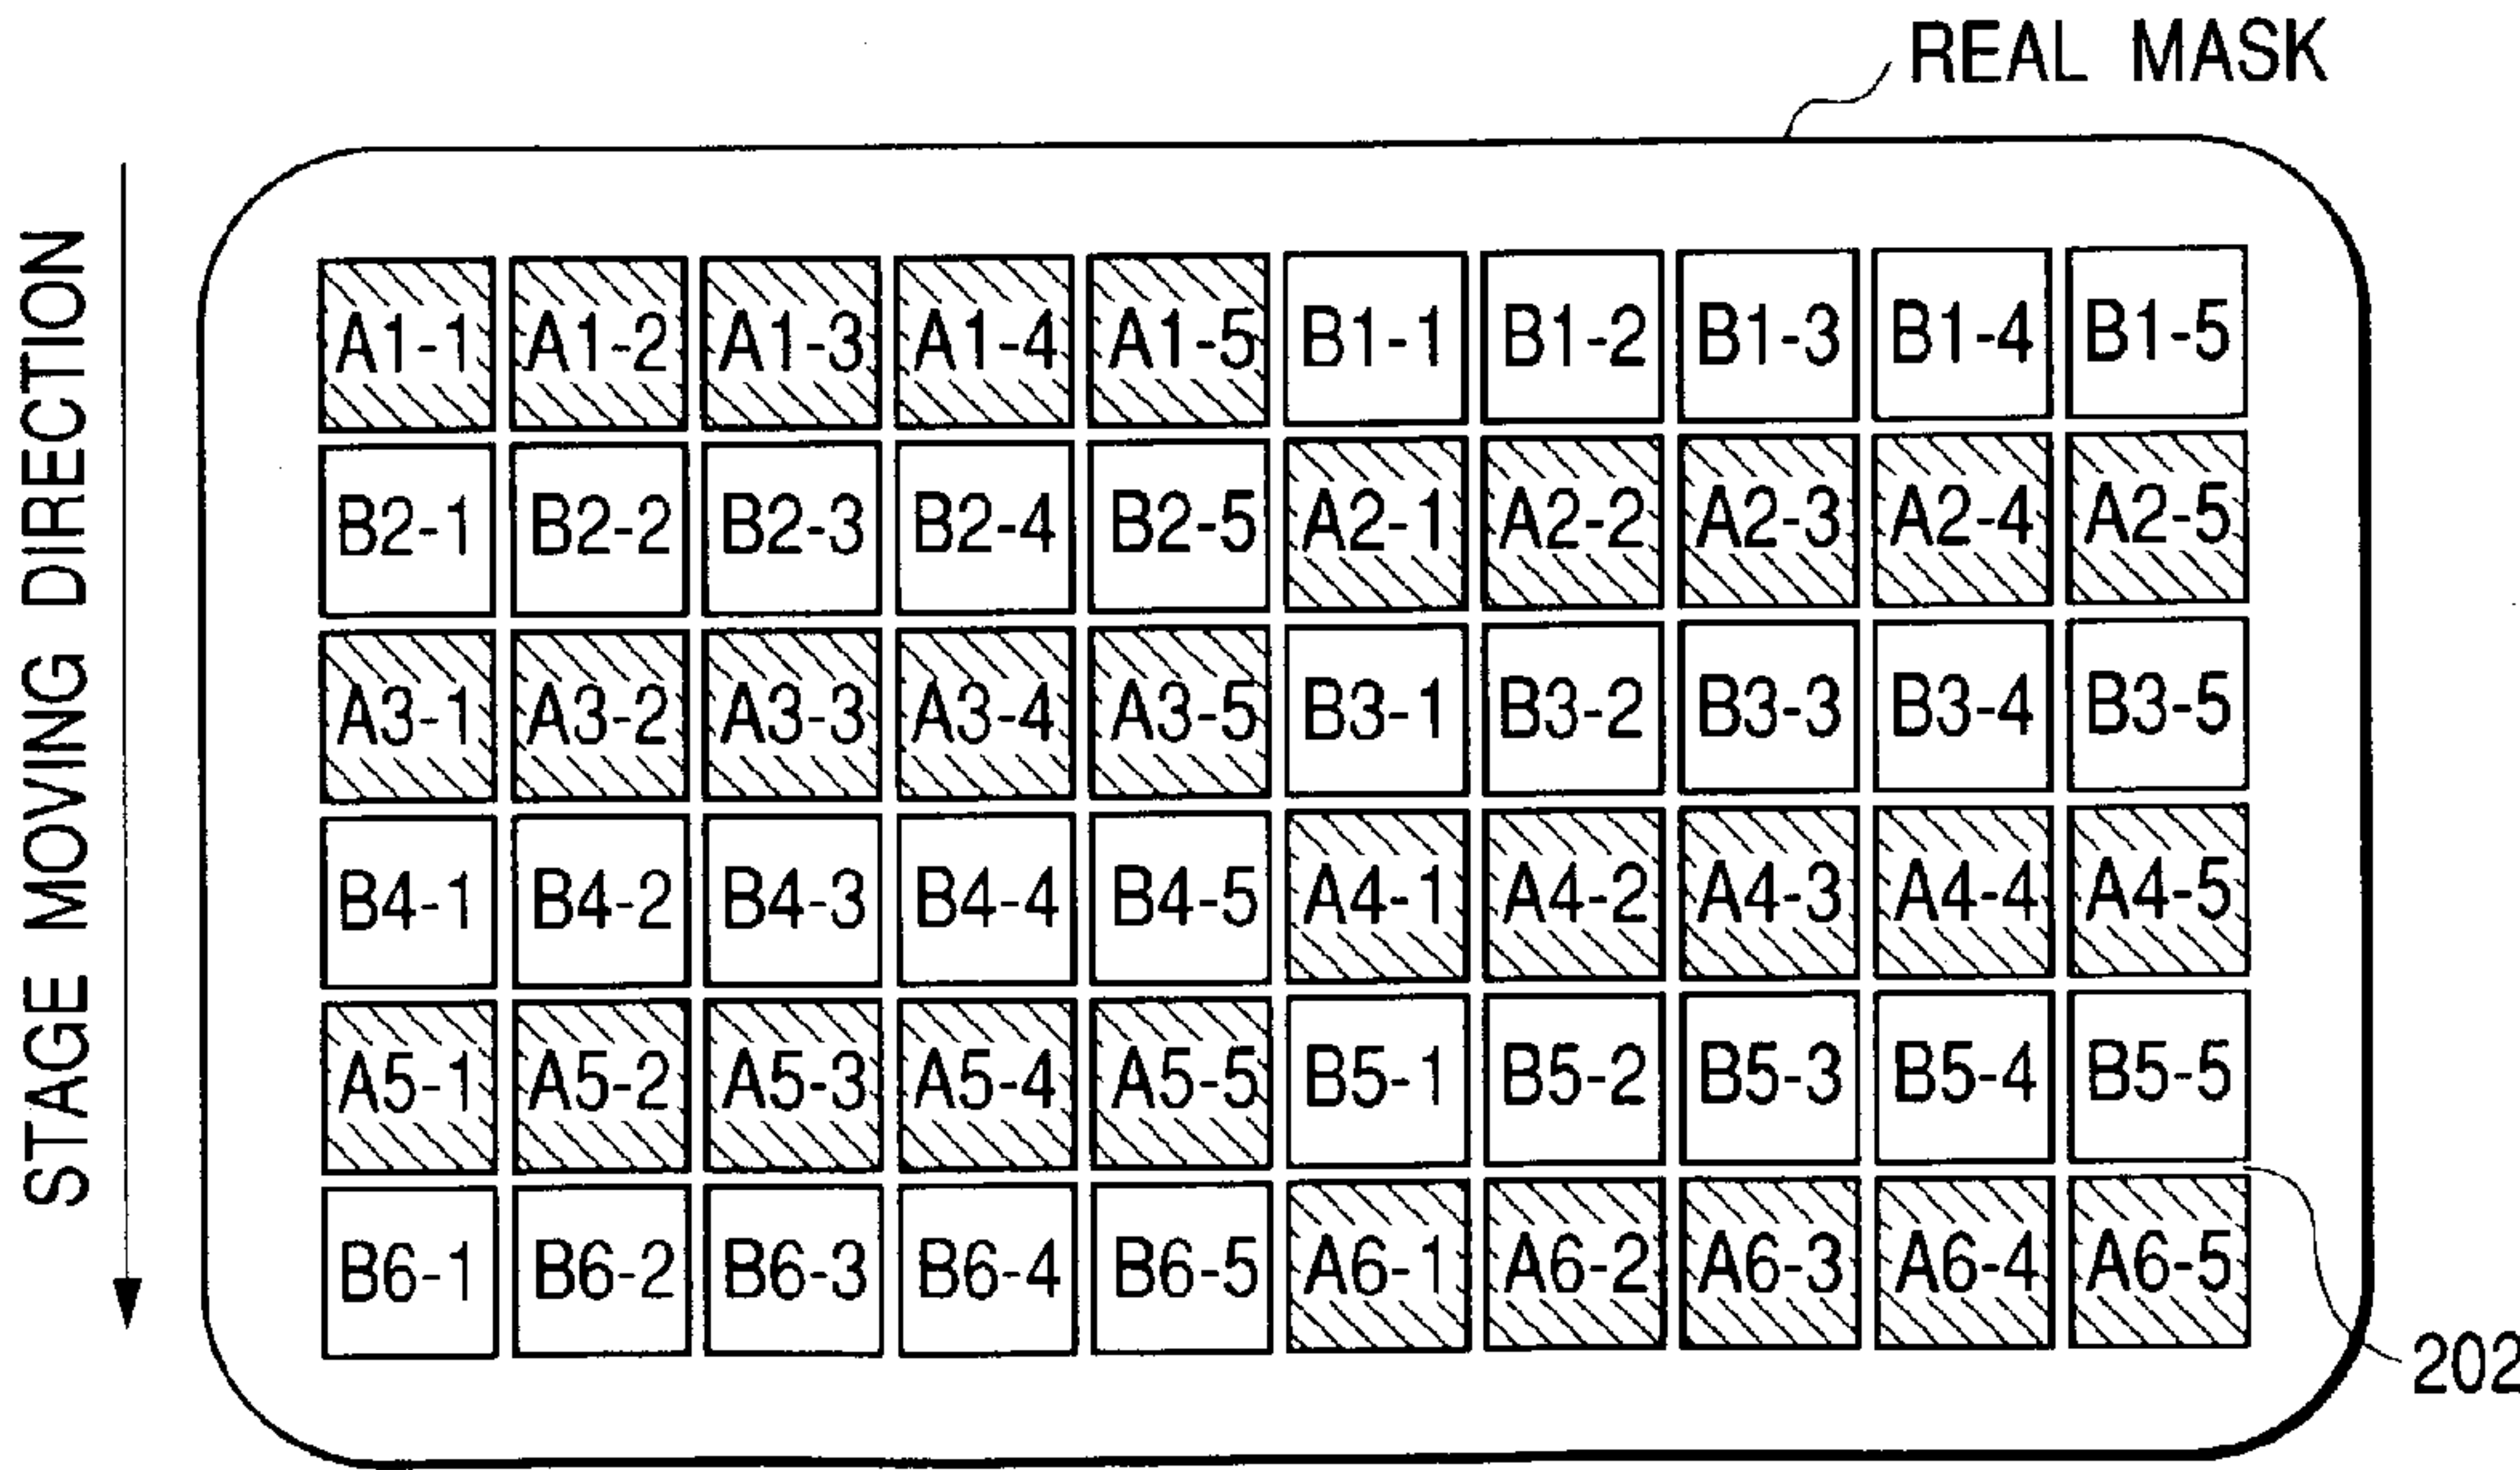 REAL MASK
STAGE MOVING DIRECTION
A1-1 A1-2 A1-3 A1-4 A1-5 B1-1 B1-2 B1-3 B1-4 B1-5
B2-1 B2-2 B2-3 B2-4 B2-5 A2-1 A2-2 A2-3 A2-4 A2-5
A3-1 A3-2 A3-3 A3-4 A3-5 B3-1 B3-2 B3-3 B3-4 B3-5
B4-1 B4-2 B4-3 B4-4 B4-5 A4-1 A4-2 A4-3 A4-4 A4-5
A5-1 A5-2 A5-3 A5-4 A5-5 B5-1 B5-2 B5-3 B5-4 B5-5
B6-1 B6-2 B6-3 B6-4 B6-5 A6-1 A6-2 A6-3 A6-4 A6-5
202